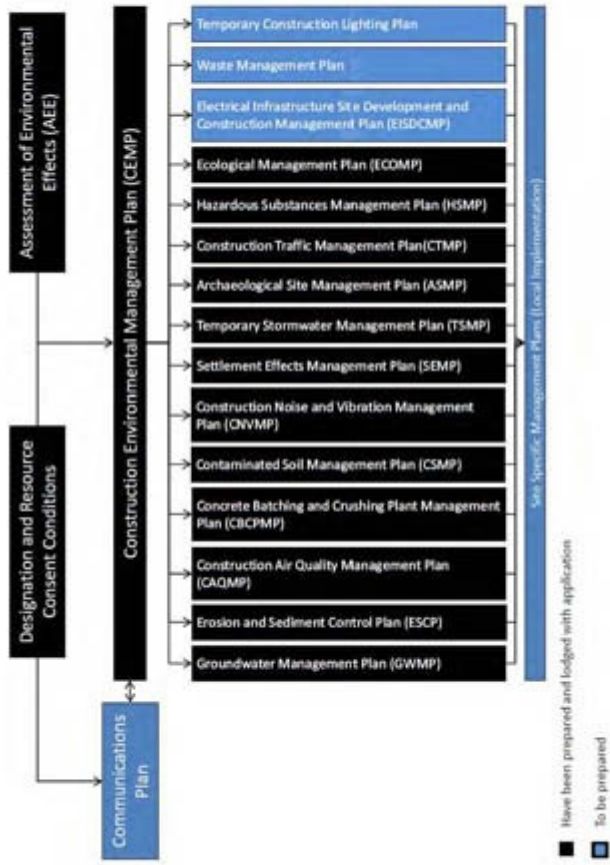 Designation and Resource
Consent Conditions
Assessment of Environmental
Effects (AEE)
Communications
Plan
Construction Environmental Management Plan (CEMP)
Groundwater Management Plan (GWMP)
Erosion and Sediment Control Plan (ESCP)
Construction Air Quality Management Plan
(CAQMP)
Concrete Batching and Crushing Plant Management
Plan (CBCPMP)
Contaminated Soil Management Plan (CSMP)
Construction Noise and Vibration Management
Plan (CNVMP)
Settlement Effects Management Plan (SEMP)
Temporary Stormwater Management Plan (TSMP)
Archaeological Site Management Plan (ASMP)
Construction Traffic Management Plan(CTMP)
Hazardous Substances Management Plan (HSMP)
Ecological Management Plan (ECOMP)
Electrical Infrastructure Site Development and
Construction Management Plan (EISDCMP)
Waste Management Plan
Temporary Construction Lighting Plan
Site Specific Management Plans (Local Implementation)
Have been prepared and lodged with application
To be prepared